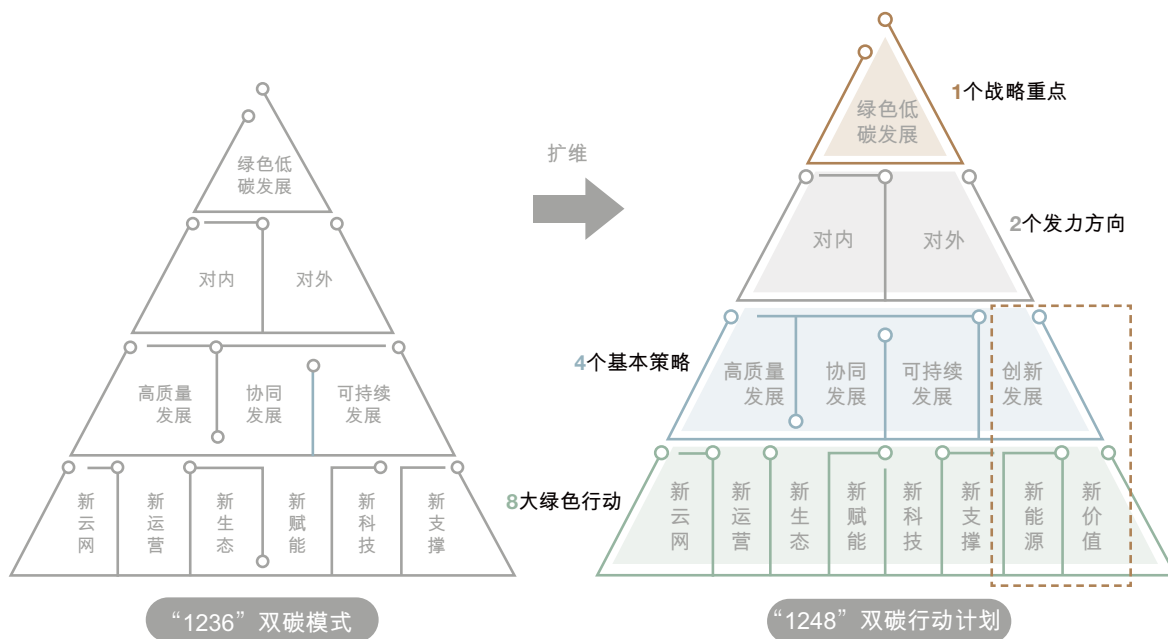 绿色低
碳发展
对内
对外
高质量
发展
协同
发展
可持续
发展
新云网
新运营
新生态
新赋能
新科技
新支撑
“1236”双碳模式
扩维
绿色低
碳发展
1个战略重点
对内
对外
2个发力方向
4个基本策略
高质量
发展
协同
发展
可持续
发展
创新
发展
8大绿色行动
新云网
新运营
新生态
新赋能
新科技
新支撑
新能源
新价值
“1248”双碳行动计划